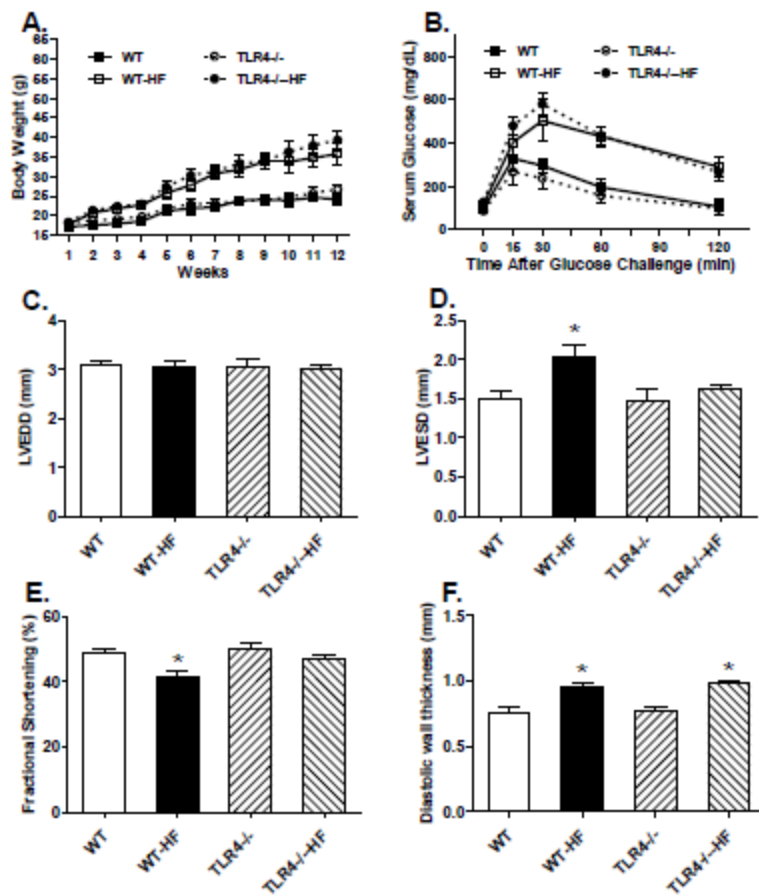 A.
WT
TLR4-/-
WT-HF
TLR4-/--HF
Body Weight (g)
65
60
55
50
45
40
35
30
25
20
15
1 2 3 4 5 6 7 8 9 10 11 12
Weeks
B.
WT
TLR4-/-
WT-HF
TLR4-/--HF
Serum Glucose (mg/dL)
800
600
400
200
0
0 15 30 60 90 120
Time After Glucose Challenge (min)
C.
LVEDD (mm)
4
3
2
1
0
WT
WT-HF
TLR4-/-
TLR4-/-HF
D.
LVESD (mm)
2.5
2.0
1.5
1.0
0.5
0.0
*
WT
WT-HF
TLR4-/-
TLR4-/-HF
E.
Fractional Shortening (%)
60
40
20
0
*
WT
WT-HF
TLR4-/-
TLR4-/--HF
F.
Diastolic wall thickness (mm)
1.5
1.0
0.5
0.0
* *
WT
WT-HF
TLR4-/-
TLR4-/--HF